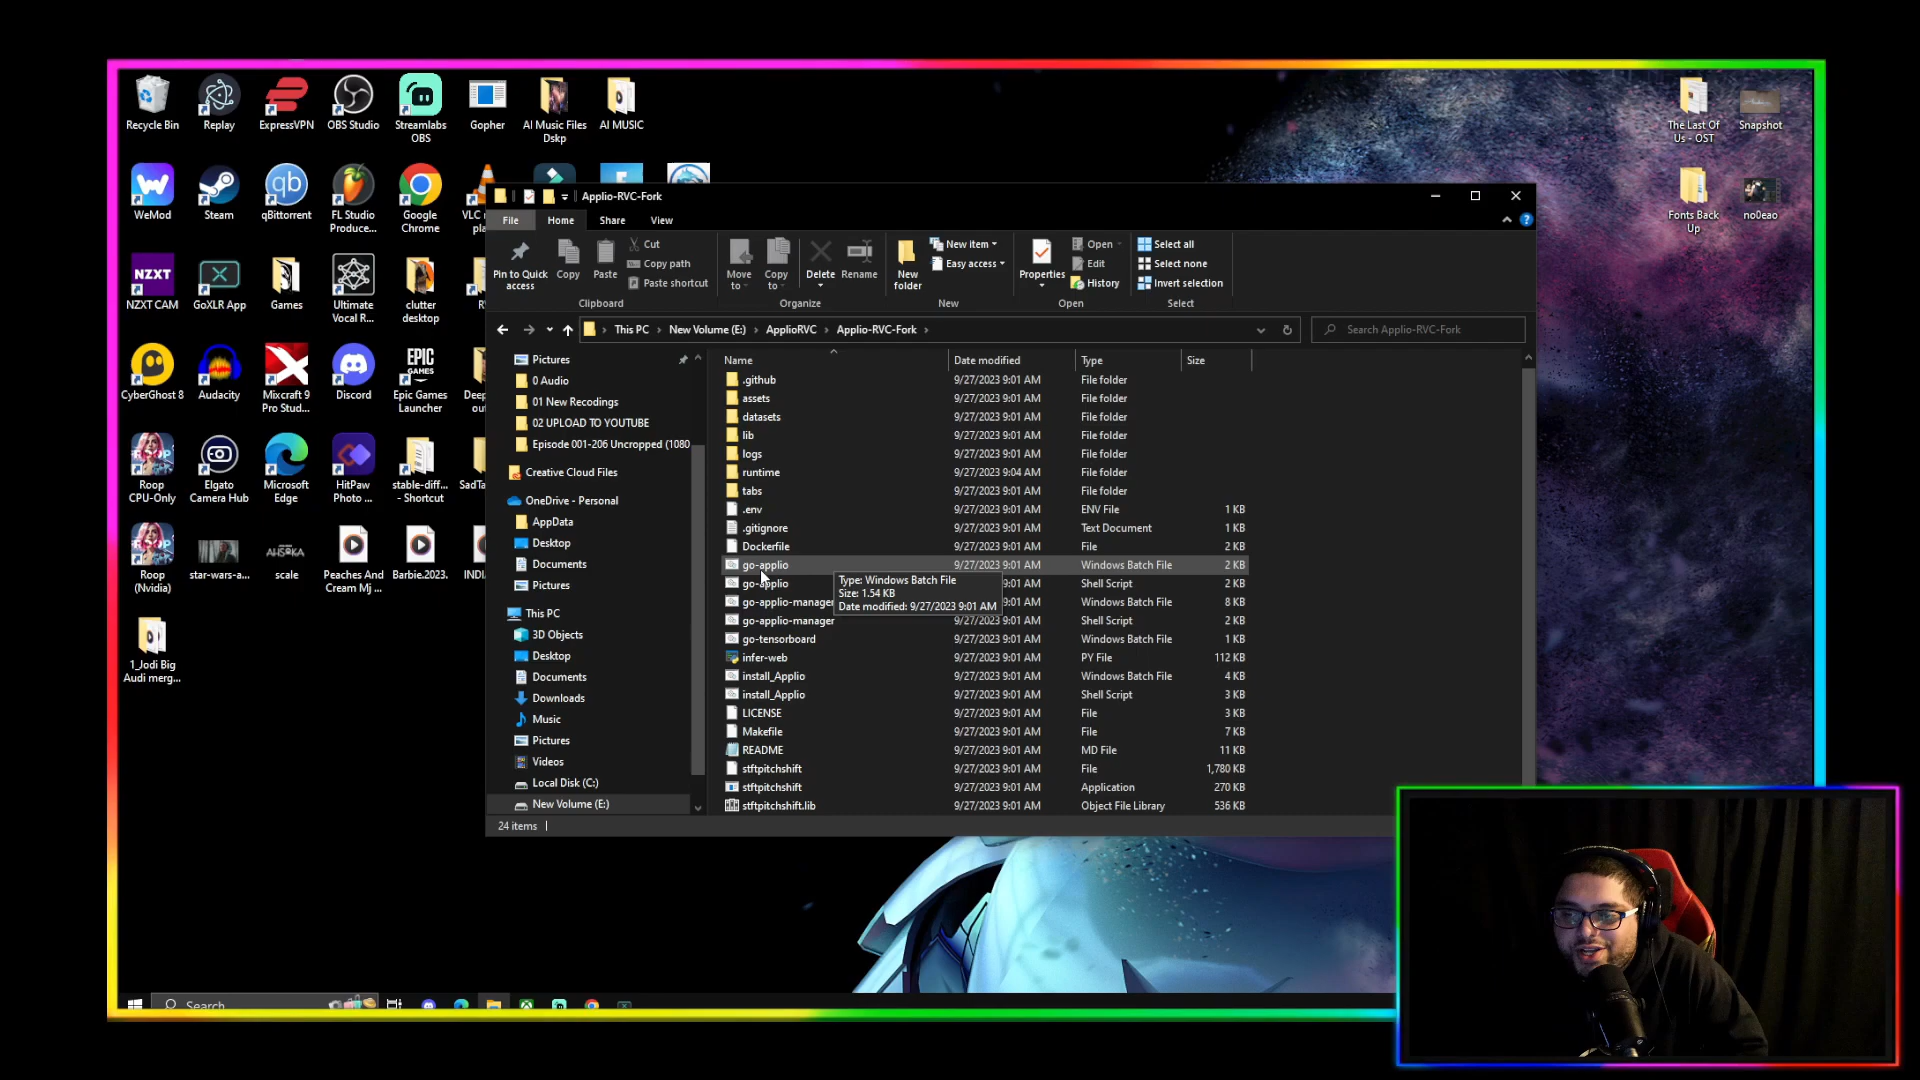 Recycle Bin
Replay
ExpressVPN
OBS Studio
Streamlabs
OBS
Gopher
AI Music Files
Dskp
AI MUSIC
The Last Of
Us - OST
Snapshot
WeMod
Steam
qBittorrent
FL Studio
Produce...
Google
Chrome
VLC
pla
Fonts Back
Up
no0eao
NZXT CAM
GoXLR App
Games
Ultimate
Vocal R...
clutter
desktop
CyberGhost 8
Audacity
Mixcraft 9
Pro Stud...
Discord
Epic Games
Launcher
Roop
CPU-Only
Elgato
Camera Hub
Microsoft
Edge
HitPaw
Photo ...
stable-diff...
- Shortcut
SadTa
Roop
(Nvidia)
star-wars-a...
scale
Peaches And
Cream Mj ...
Barbie.2023.
INDI
1_Jodi Big
Audi merg...
Applio-RVC-Fork
File
Home
Share
View
Pin to Quick
access
Copy
Paste
Cut
Copy path
Paste shortcut
Clipboard
Move
to
Copy
to
Delete
Rename
Organize
New
folder
New item
Easy access
New
Properties
Open
Edit
History
Open
Select all
Select none
Invert selection
Select
This PC > New Volume (E:) > ApplioRVC > Applio-RVC-Fork >
Search Applio-RVC-Fork
Pictures
0 Audio
01 New Recodings
02 UPLOAD TO YOUTUBE
Episode 001-206 Uncropped (1080
Creative Cloud Files
OneDrive - Personal
AppData
Desktop
Documents
Pictures
This PC
3D Objects
Desktop
Documents
Downloads
Music
Pictures
Videos
Local Disk (C:)
New Volume (E:)
Name Date modified Type Size
.github 9/27/2023 9:01 AM File folder
assets 9/27/2023 9:01 AM File folder
datasets 9/27/2023 9:01 AM File folder
lib 9/27/2023 9:01 AM File folder
logs 9/27/2023 9:01 AM File folder
runtime 9/27/2023 9:04 AM File folder
tabs 9/27/2023 9:01 AM File folder
.env 9/27/2023 9:01 AM ENV File 1 KB
.gitignore 9/27/2023 9:01 AM Text Document 1 KB
Dockerfile 9/27/2023 9:01 AM File 2 KB
go-applio 9/27/2023 9:01 AM Windows Batch File 2 KB
go-applio 9:01 AM Shell Script 2 KB
go-applio-manager 9:01 AM Windows Batch File 8 KB
go-applio-manager 9/27/2023 9:01 AM Shell Script 2 KB
go-tensorboard 9/27/2023 9:01 AM Windows Batch File 1 KB
infer-web 9/27/2023 9:01 AM PY File 112 KB
install_Applio 9/27/2023 9:01 AM Windows Batch File 4 KB
install_Applio 9/27/2023 9:01 AM Shell Script 3 KB
LICENSE 9/27/2023 9:01 AM File 3 KB
Makefile 9/27/2023 9:01 AM File 7 KB
README 9/27/2023 9:01 AM MD File 11 KB
stftpitchshift 9/27/2023 9:01 AM File 1,780 KB
stftpitchshift 9/27/2023 9:01 AM Application 270 KB
stftpitchshift.lib 9/27/2023 9:01 AM Object File Library 536 KB
Type: Windows Batch File
Size: 1.54 KB
Date modified: 9/27/2023 9:01 AM
24 items
Search